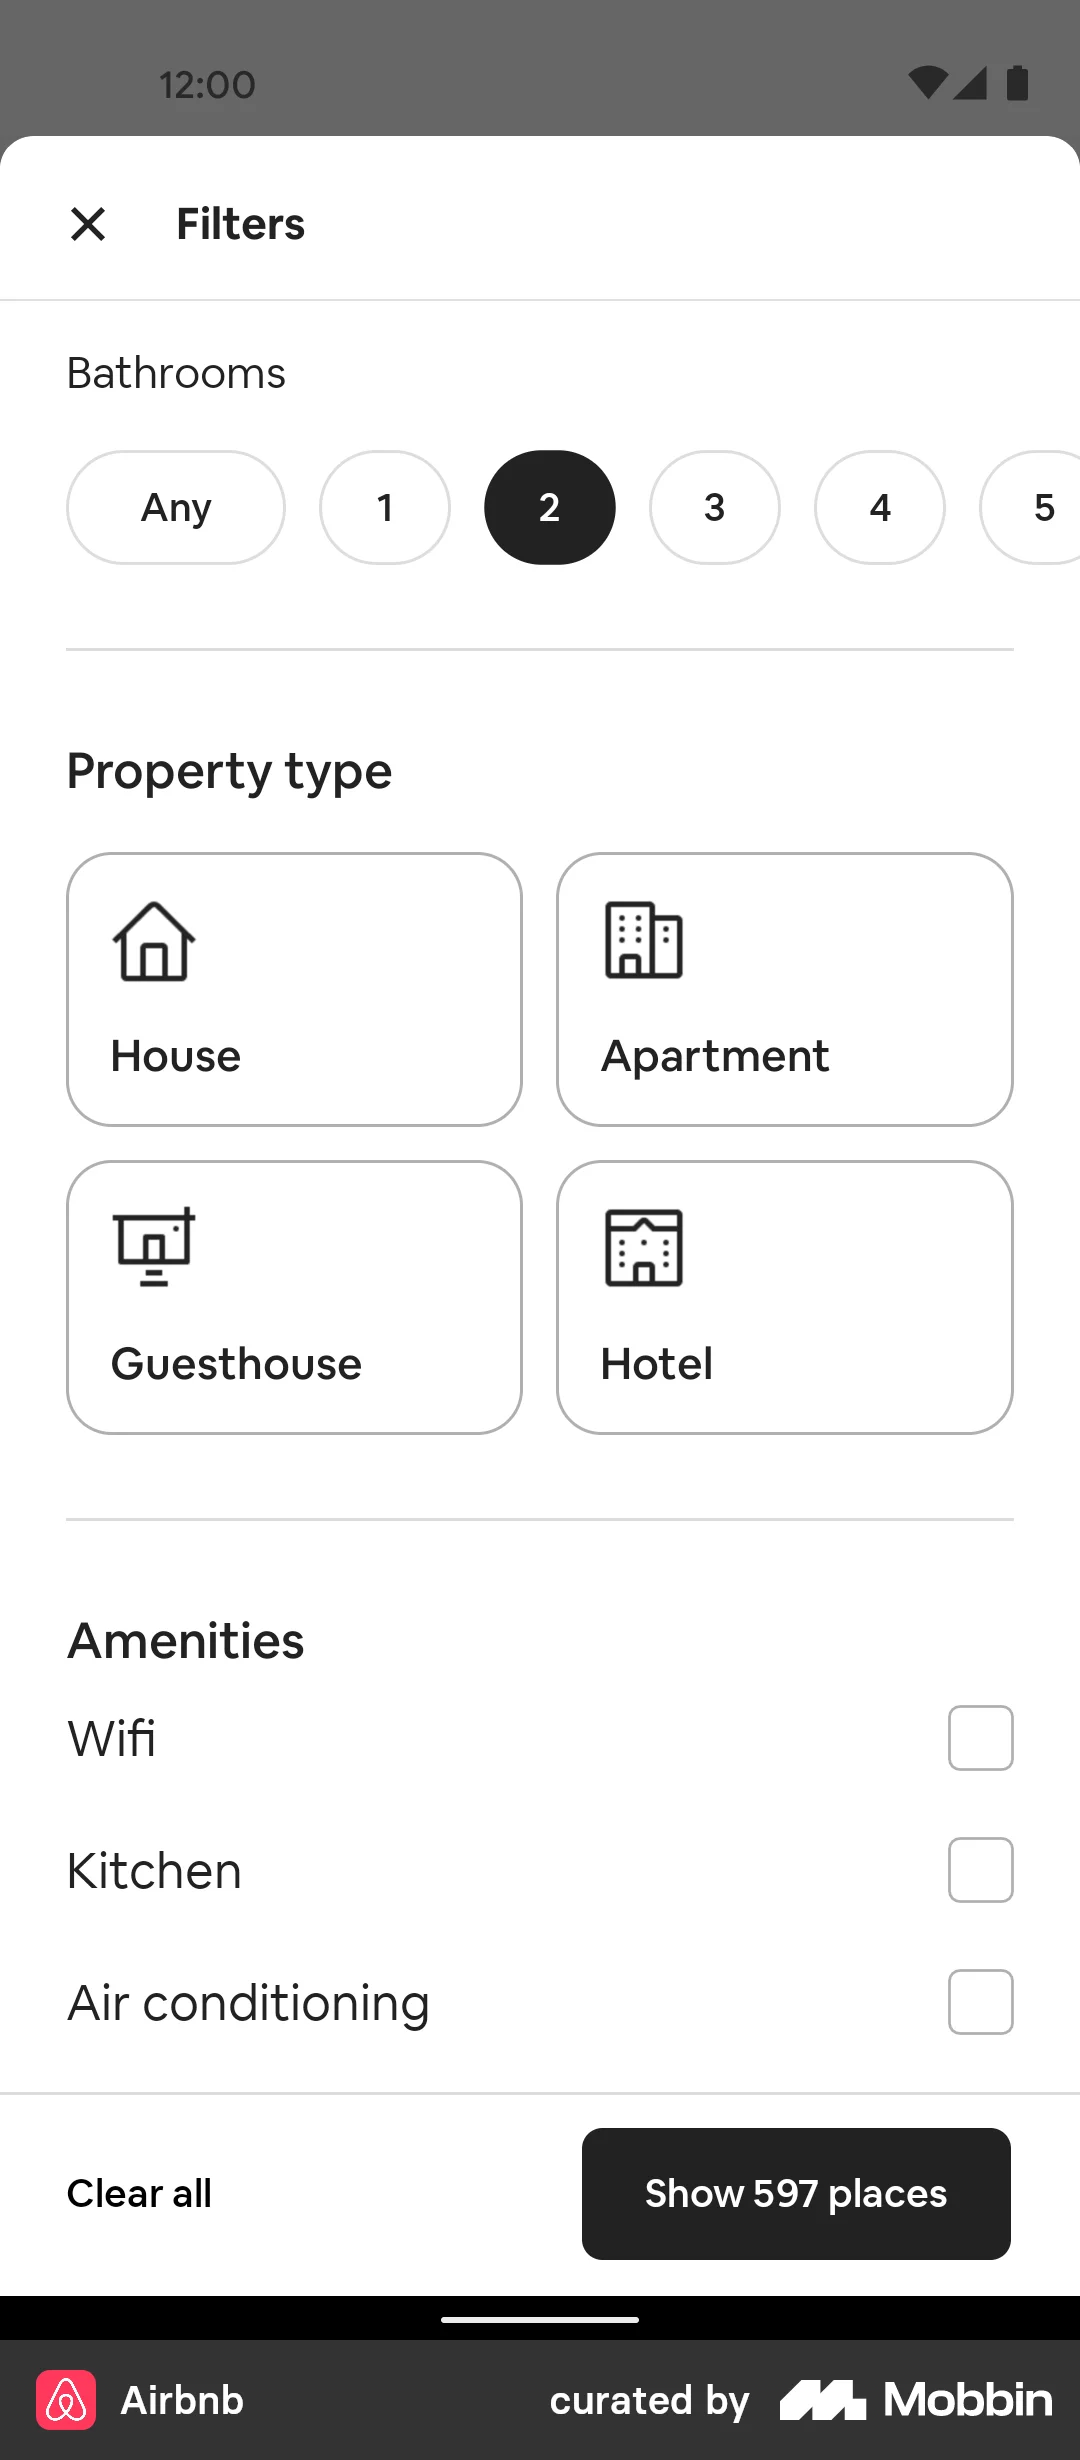 12:00
Filters
Bathrooms
Any 1 2 3 4 5
Property type
House Apartment
Guesthouse Hotel
Amenities
Wifi
Kitchen
Air conditioning
Clear all Show 597 places
Airbnb curated by Mobbin